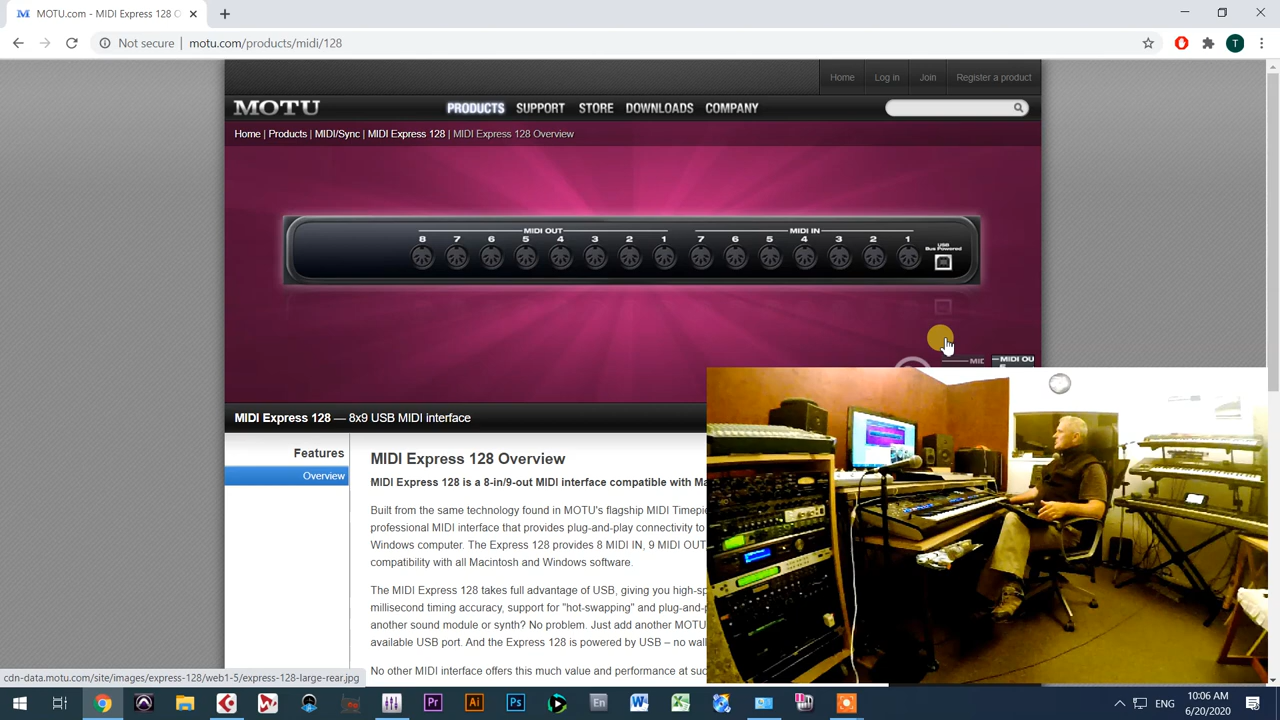 MOTU.com - MIDI Express 128 O
Not secure | motu.com/products/midi/128
T
Home Log in Join Register a product
MOTU PRODUCTS SUPPORT STORE DOWNLOADS COMPANY
Home | Products | MIDI/Sync | MIDI Express 128 | MIDI Express 128 Overview
MIDI OUT MIDI IN
8 7 6 5 4 3 2 1 7 6 5 4 3 2 1
USB
Bus Powered
MIDI OU
MIDI Express 128 — 8x9 USB MIDI interface
Features
Overview
MIDI Express 128 Overview
MIDI Express 128 is a 8-in/9-out MIDI interface compatible with Ma
Built from the same technology found in MOTU's flagship MIDI Timepi
professional MIDI interface that provides plug-and-play connectivity to
Windows computer. The Express 128 provides 8 MIDI IN, 9 MIDI OUT
compatibility with all Macintosh and Windows software.
The MIDI Express 128 takes full advantage of USB, giving you high-sp
millisecond timing accuracy, support for "hot-swapping" and plug-and-p
another sound module or synth? No problem. Just add another MOTU
available USB port. And the Express 128 is powered by USB – no wal
No other MIDI interface offers this much value and performance at suc
cdn-data.motu.com/site/images/express-128/web1-5/express-128-large-rear.jpg
Pr Ai Ps En
ENG
10:06 AM
6/20/2020